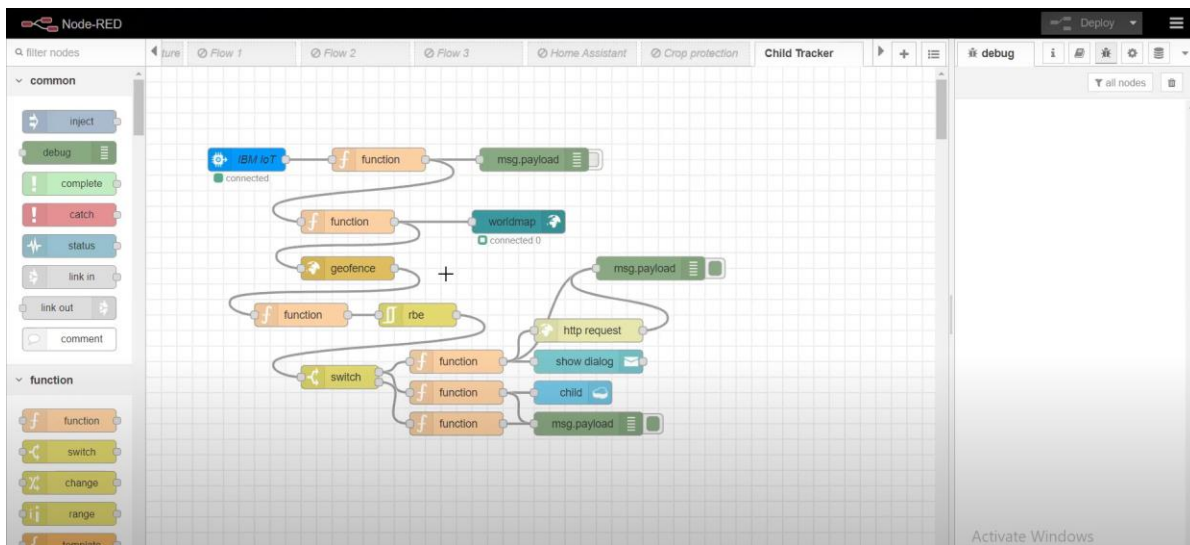 Node-RED
Deploy
filter nodes
ture
Flow 1
Flow 2
Flow 3
Home Assistant
Crop protection
Child Tracker
debug
all nodes
common
inject
debug
complete
catch
status
link in
link out
comment
function
function
switch
change
range
template
IBM IoT
connected
function
msg.payload
function
worldmap
connected 0
geofence
msg.payload
function
rbe
http request
function
show dialog
switch
function
child
function
msg.payload
Activate Windows